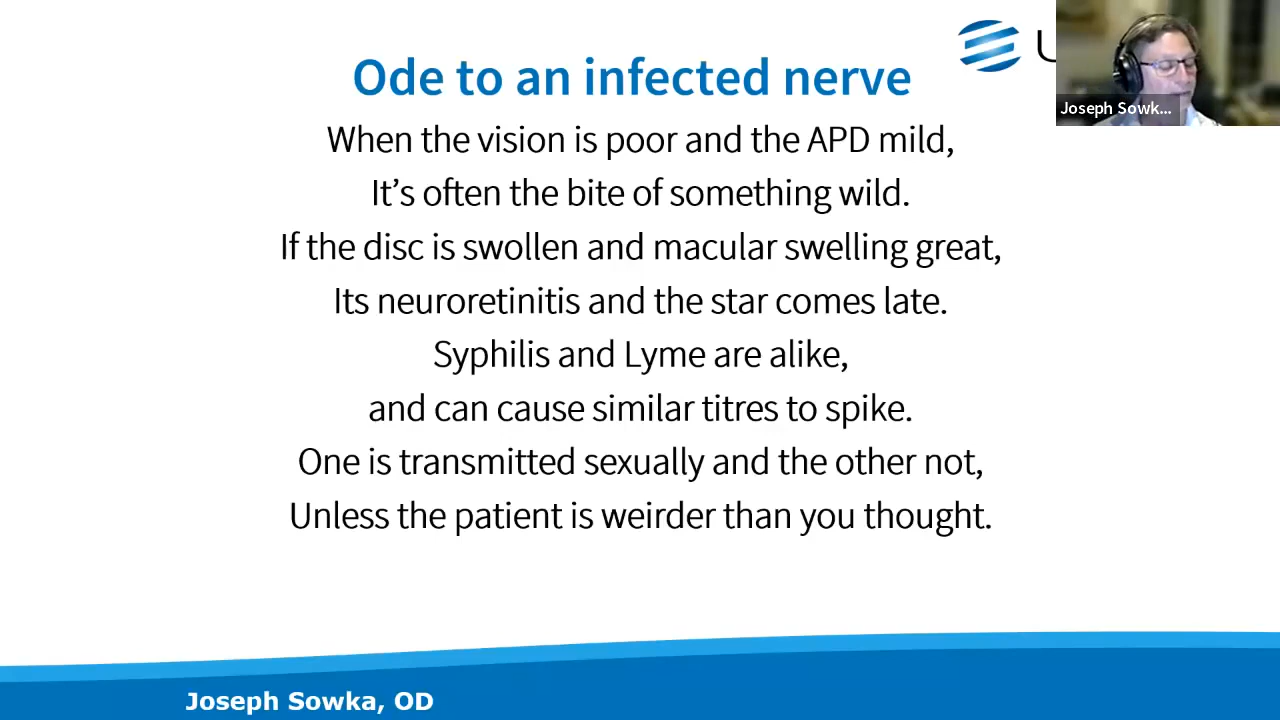 Ode to an infected nerve
U
Joseph Sowk...
When the vision is poor and the APD mild,
It’s often the bite of something wild.
If the disc is swollen and macular swelling great,
Its neuroretinitis and the star comes late.
Syphilis and Lyme are alike,
and can cause similar titres to spike.
One is transmitted sexually and the other not,
Unless the patient is weirder than you thought.
Joseph Sowka, OD